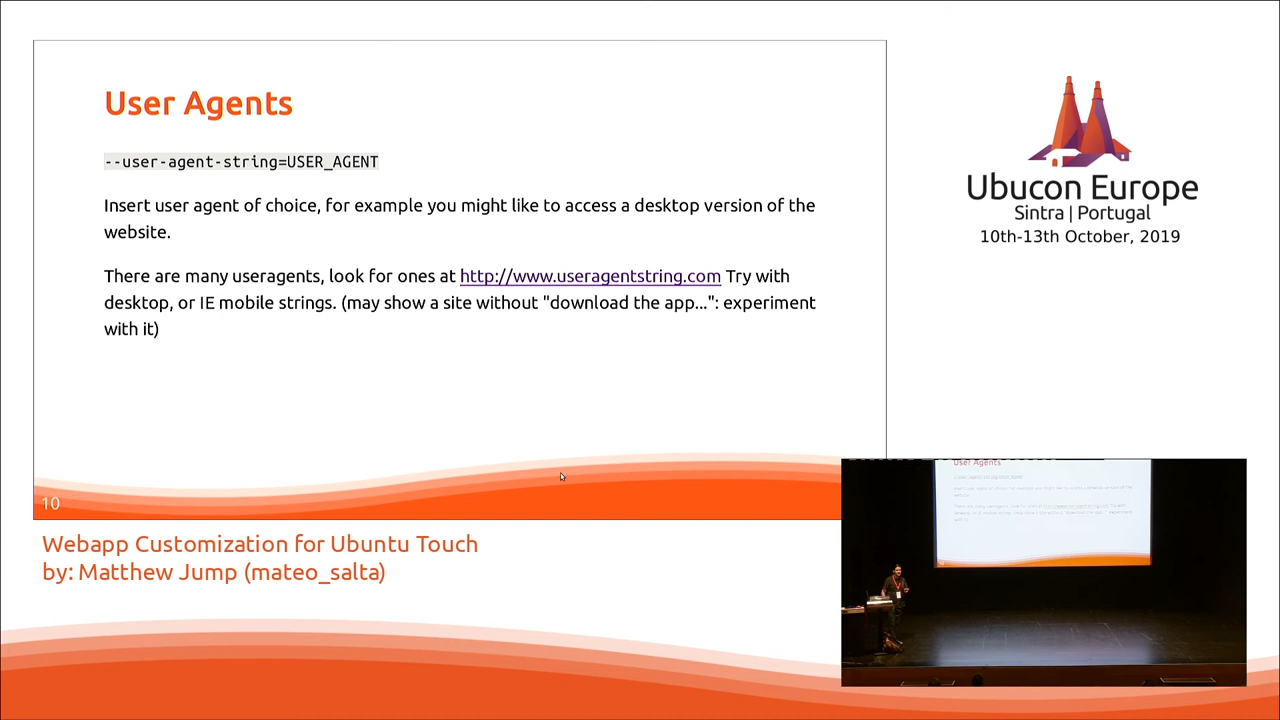 User Agents
--user-agent-string=USER_AGENT
Insert user agent of choice, for example you might like to access a desktop version of the
website.
There are many useragents, look for ones at http://www.useragentstring.com Try with
desktop, or IE mobile strings. (may show a site without "download the app...": experiment
with it)
10
Webapp Customization for Ubuntu Touch
by: Matthew Jump (mateo_salta)
Ubucon Europe
Sintra | Portugal
10th-13th October, 2019
User Agents